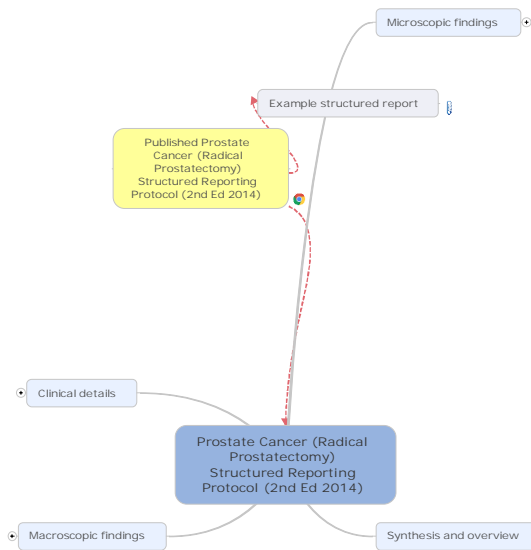 Microscopic findings
Example structured report
Published Prostate
Cancer (Radical
Prostatectomy)
Structured Reporting
Protocol (2nd Ed 2014)
Clinical details
Prostate Cancer (Radical
Prostatectomy)
Structured Reporting
Protocol (2nd Ed 2014)
Macroscopic findings
Synthesis and overview